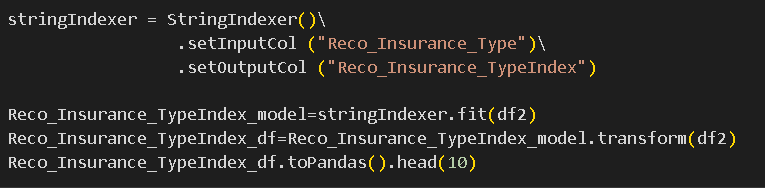 stringIndexer = StringIndexer()\
.setInputCol ("Reco_Insurance_Type")\
.setOutputCol ("Reco_Insurance_TypeIndex")
Reco_Insurance_TypeIndex_model=stringIndexer.fit(df2)
Reco_Insurance_TypeIndex_df=Reco_Insurance_TypeIndex_model.transform(df2)
Reco_Insurance_TypeIndex_df.toPandas().head(10)